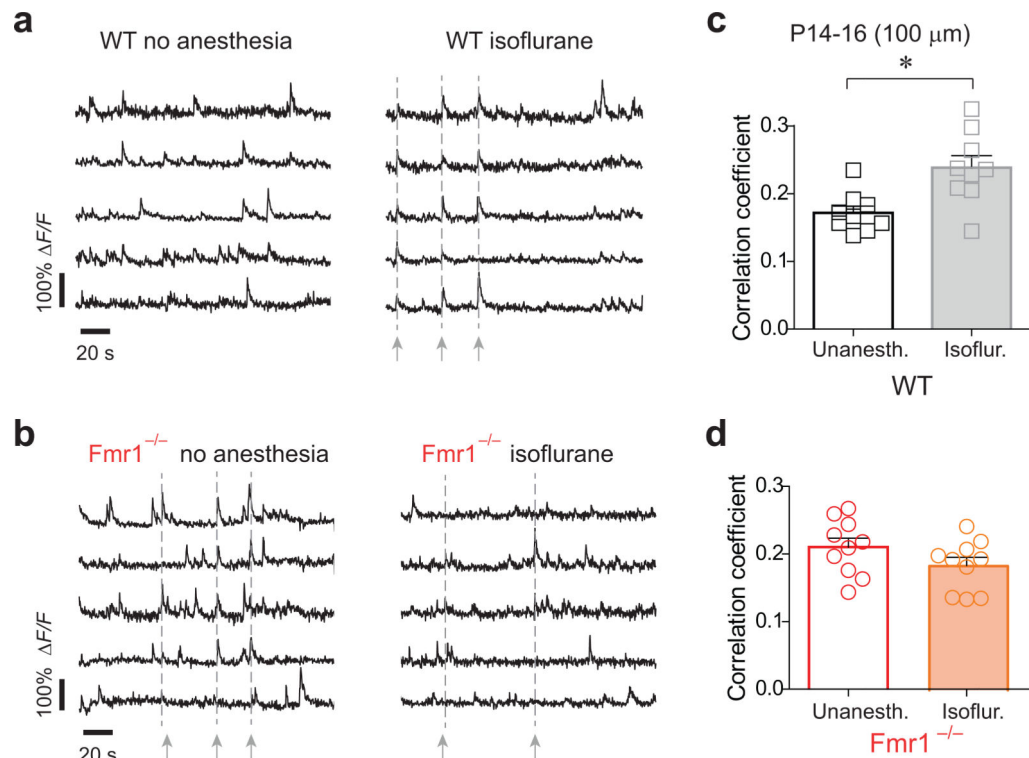 a
WT no anesthesia
WT isoflurane
100% ΔF/F
20 s
c
P14-16 (100 µm)
*
Correlation coefficient
0.3
0.2
0.1
0.0
Unanesth.
Isoflur.
WT
b
Fmr1 −/− no anesthesia
Fmr1 −/− isoflurane
100% ΔF/F
20 s
d
Correlation coefficient
0.3
0.2
0.1
0.0
Unanesth.
Isoflur.
Fmr1 −/−